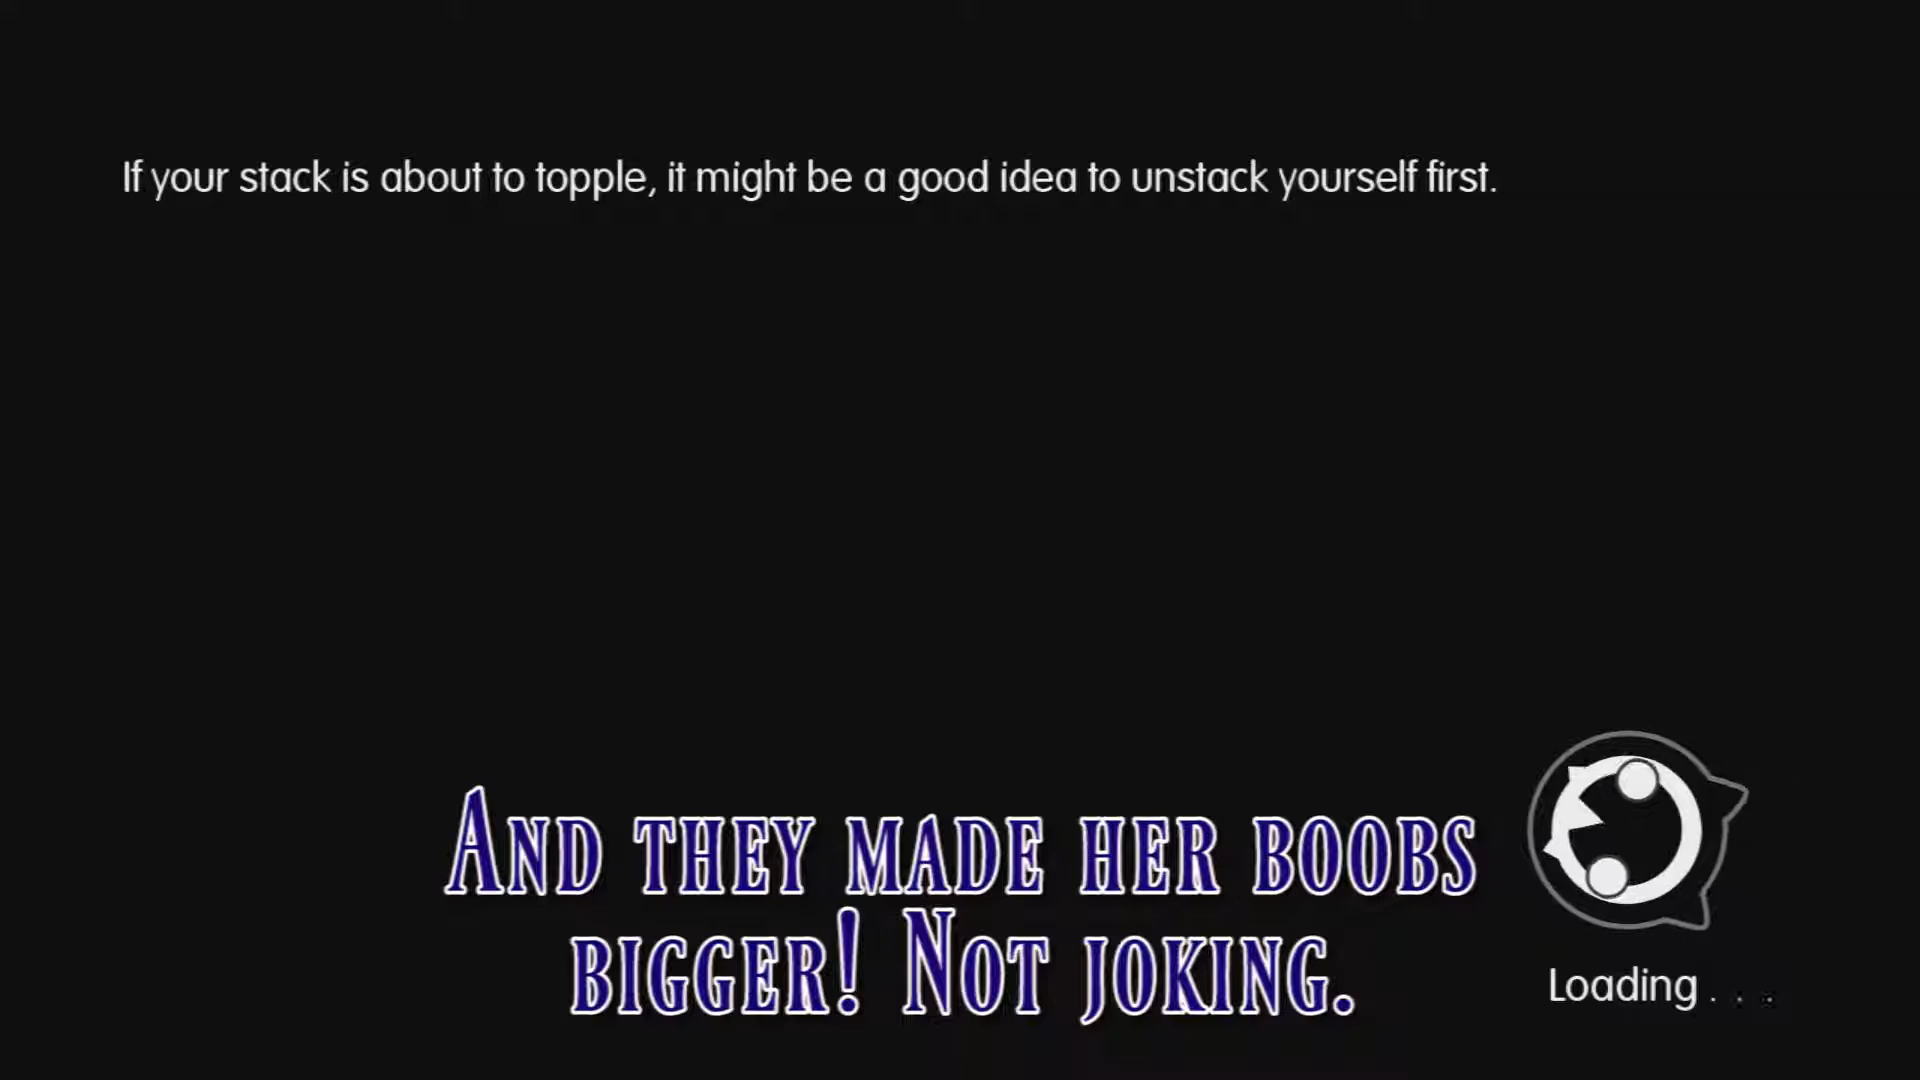 If your stack is about to topple, it might be a good idea to unstack yourself first.
And they made her boobs
bigger! Not joking.
Loading . . .